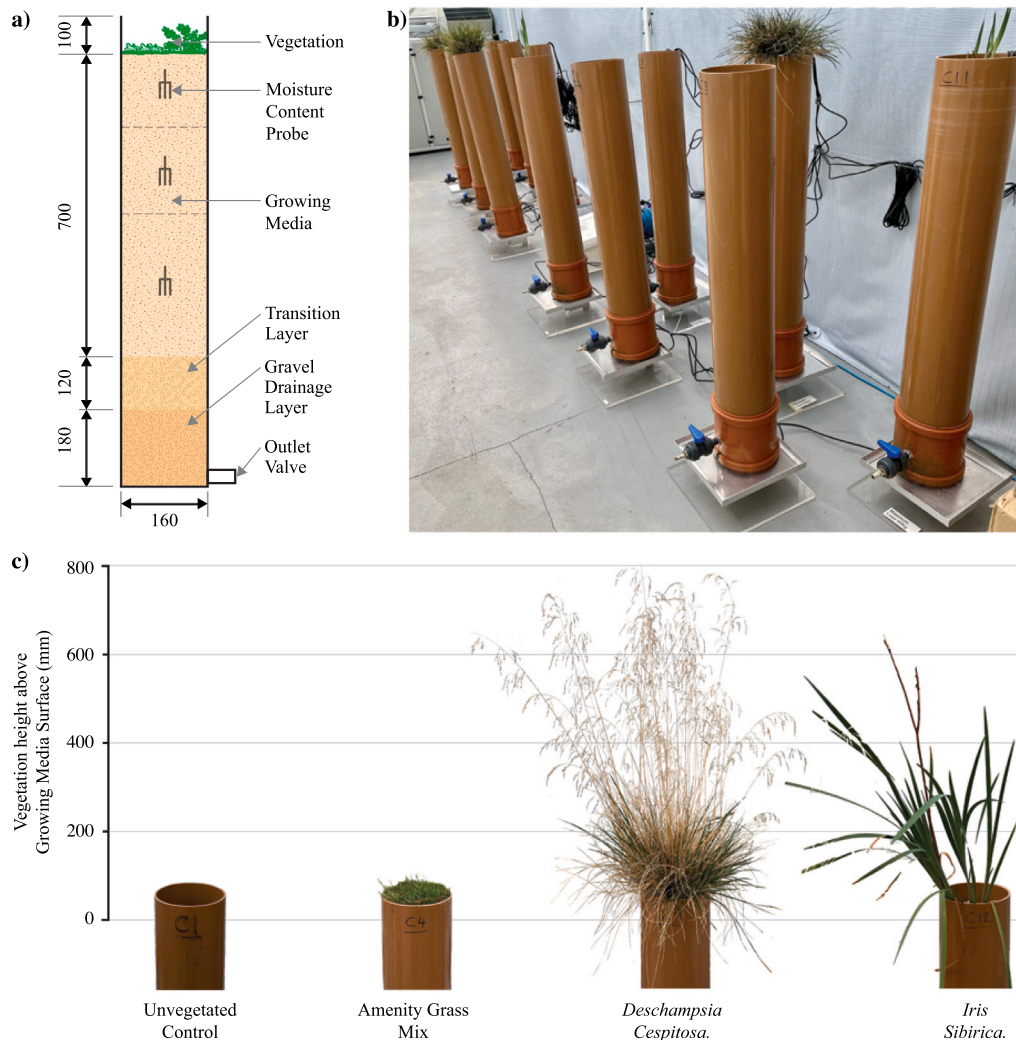 a)
100
Vegetation
Moisture
Content
Probe
700
Growing
Media
Transition
Layer
120
Gravel
Drainage
Layer
180
Outlet
Valve
160
b)
C11
c)
Vegetation height above
Growing Media Surface (mm)
800
600
400
200
0
C1
C4
C12
Unvegetated
Control
Amenity Grass
Mix
Deschampsia
Cespitosa.
Iris
Sibirica.